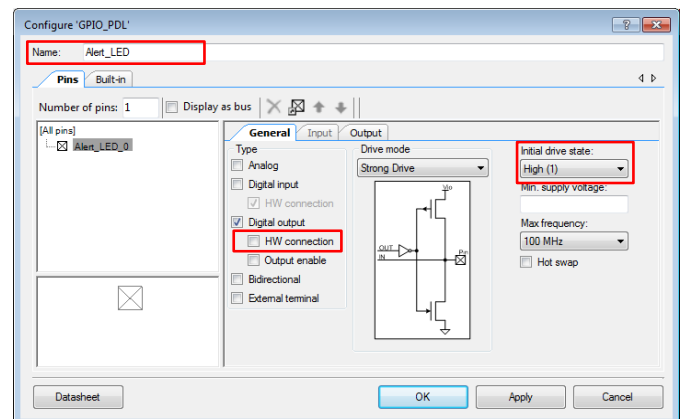 Configure 'GPIO_PDL'
Name: Alert_LED
Pins Built-in
Number of pins: 1 Display as bus
[All pins]
Alert_LED_0
General Input Output
Type
Analog
Digital input
HW connection
Digital output
HW connection
Output enable
Bidirectional
External terminal
Drive mode
Strong Drive
Vio
OUT
IN
Pin
Initial drive state:
High (1)
Min. supply voltage:
Max frequency:
100 MHz
Hot swap
Datasheet OK Apply Cancel